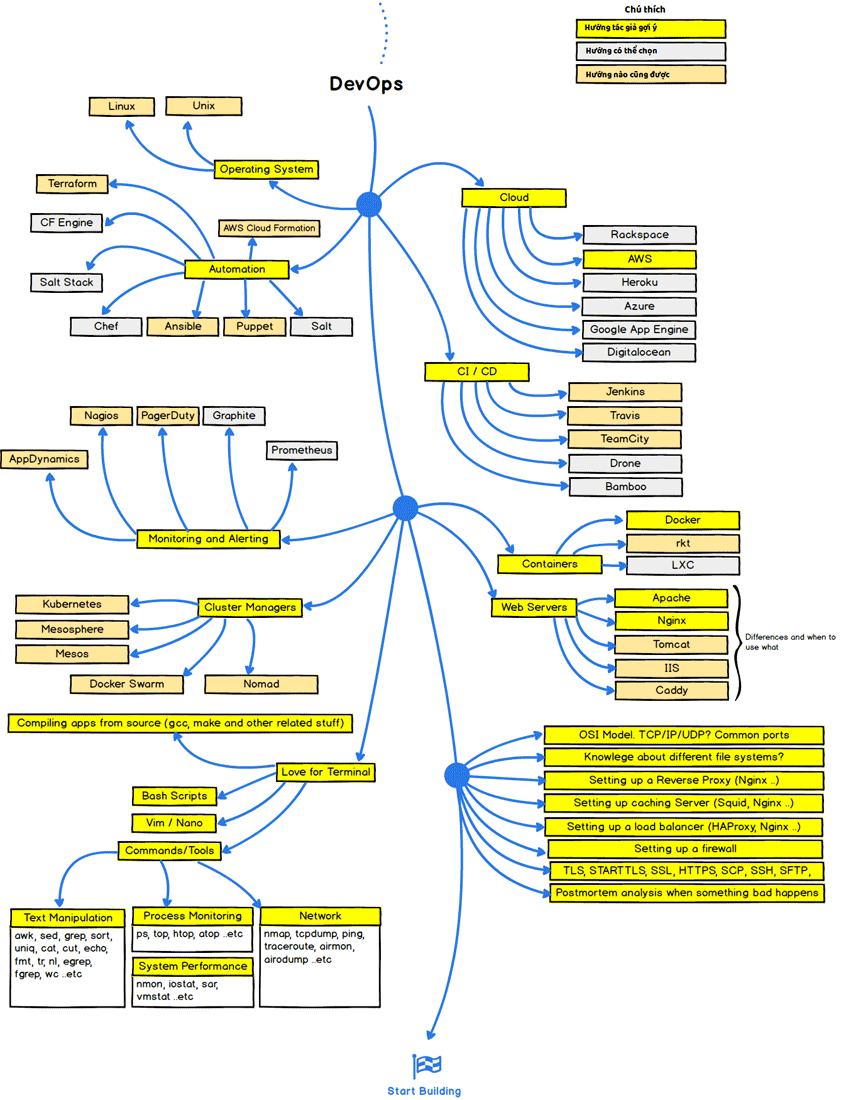 Chú thích
Hướng tác giả gợi ý
Hướng có thể chọn
Hướng nào cũng được
DevOps
Linux
Unix
Operating System
Terraform
CF Engine
AWS Cloud Formation
Salt Stack
Automation
Chef
Ansible
Puppet
Salt
Cloud
Rackspace
AWS
Heroku
Azure
Google App Engine
Digitalocean
CI / CD
Jenkins
Travis
TeamCity
Drone
Bamboo
Nagios
PagerDuty
Graphite
AppDynamics
Prometheus
Monitoring and Alerting
Containers
Docker
rkt
LXC
Web Servers
Apache
Nginx
Tomcat
IIS
Caddy
Differences and when to
use what
Cluster Managers
Kubernetes
Mesosphere
Mesos
Docker Swarm
Nomad
Compiling apps from source (gcc, make and other related stuff)
Love for Terminal
Bash Scripts
Vim / Nano
Commands/Tools
Text Manipulation
awk, sed, grep, sort,
uniq, cat, cut, echo,
fmt, tr, nl, egrep,
fgrep, wc ..etc
Process Monitoring
ps, top, htop, atop ..etc
System Performance
nmon, iostat, sar,
vmstat ..etc
Network
nmap, tcpdump, ping,
traceroute, airmon,
airodump ..etc
OSI Model. TCP/IP/UDP? Common ports
Knowlege about different file systems?
Setting up a Reverse Proxy (Nginx ..)
Setting up caching Server (Squid, Nginx ..)
Setting up a load balancer (HAProxy, Nginx ..)
Setting up a firewall
TLS, STARTTLS, SSL, HTTPS, SCP, SSH, SFTP,
Postmortem analysis when something bad happens
Start Building